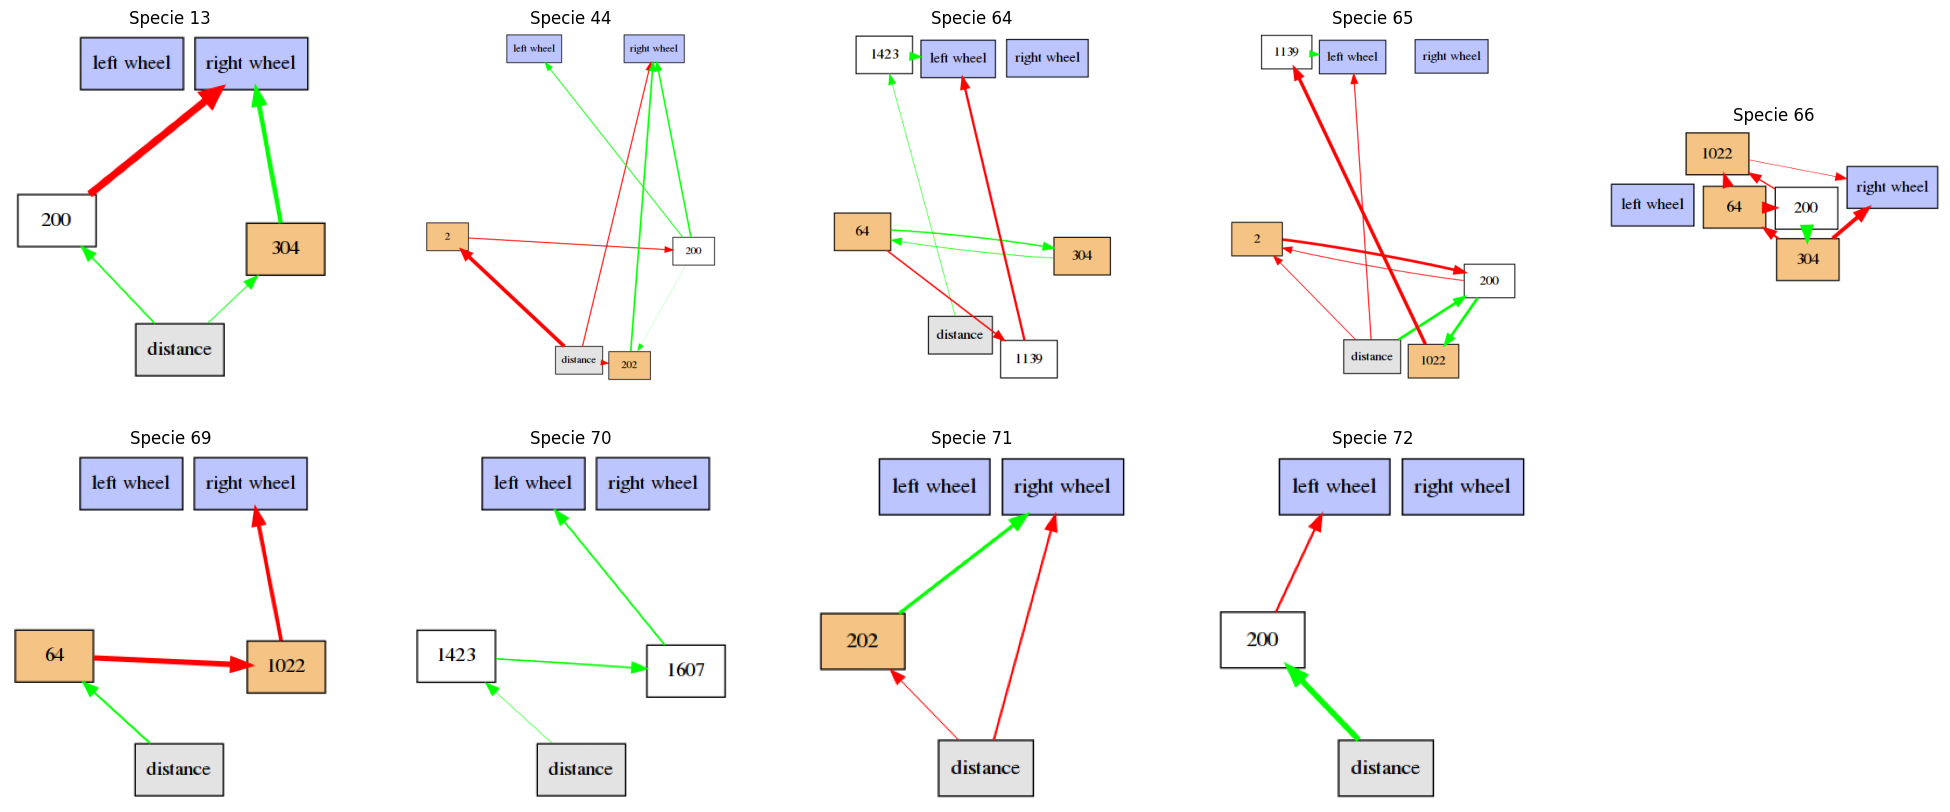 Specie 13
left wheel
right wheel
200
304
distance
Specie 44
left wheel
right wheel
2
200
distance
202
Specie 64
1423
left wheel
right wheel
64
304
distance
1139
Specie 65
1139
left wheel
right wheel
2
200
distance
1022
Specie 66
1022
right wheel
left wheel
64
200
304
Specie 69
left wheel
right wheel
64
1022
distance
Specie 70
left wheel
right wheel
1423
1607
distance
Specie 71
left wheel
right wheel
202
distance
Specie 72
left wheel
right wheel
200
distance